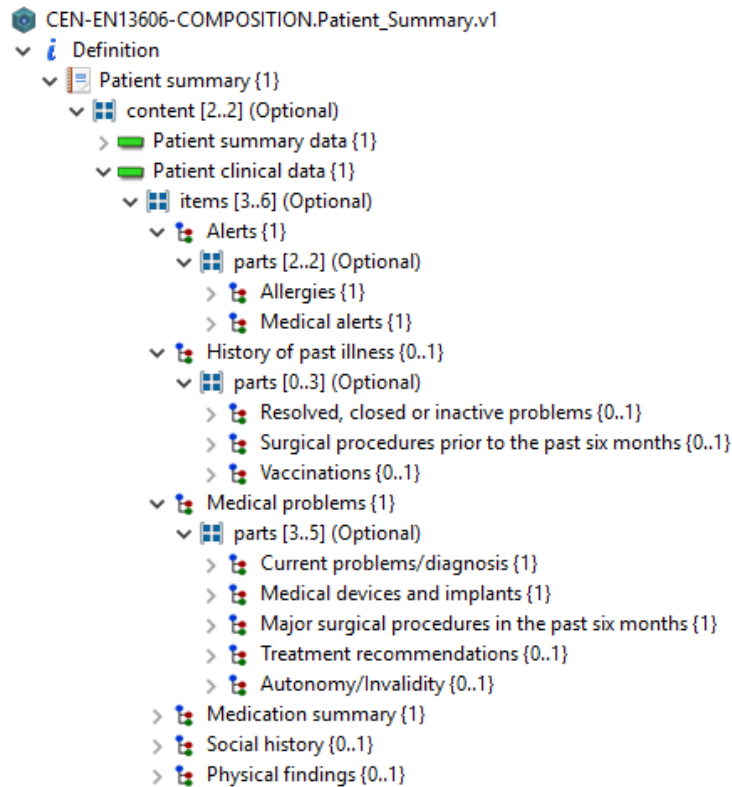 CEN-EN13606-COMPOSITION.Patient_Summary.v1
Definition
Patient summary {1}
content [2..2] (Optional)
Patient summary data {1}
Patient clinical data {1}
items [3..6] (Optional)
Alerts {1}
parts [2..2] (Optional)
Allergies {1}
Medical alerts {1}
History of past illness {0..1}
parts [0..3] (Optional)
Resolved, closed or inactive problems {0..1}
Surgical procedures prior to the past six months {0..1}
Vaccinations {0..1}
Medical problems {1}
parts [3..5] (Optional)
Current problems/diagnosis {1}
Medical devices and implants {1}
Major surgical procedures in the past six months {1}
Treatment recommendations {0..1}
Autonomy/Invalidity {0..1}
Medication summary {1}
Social history {0..1}
Physical findings {0..1}